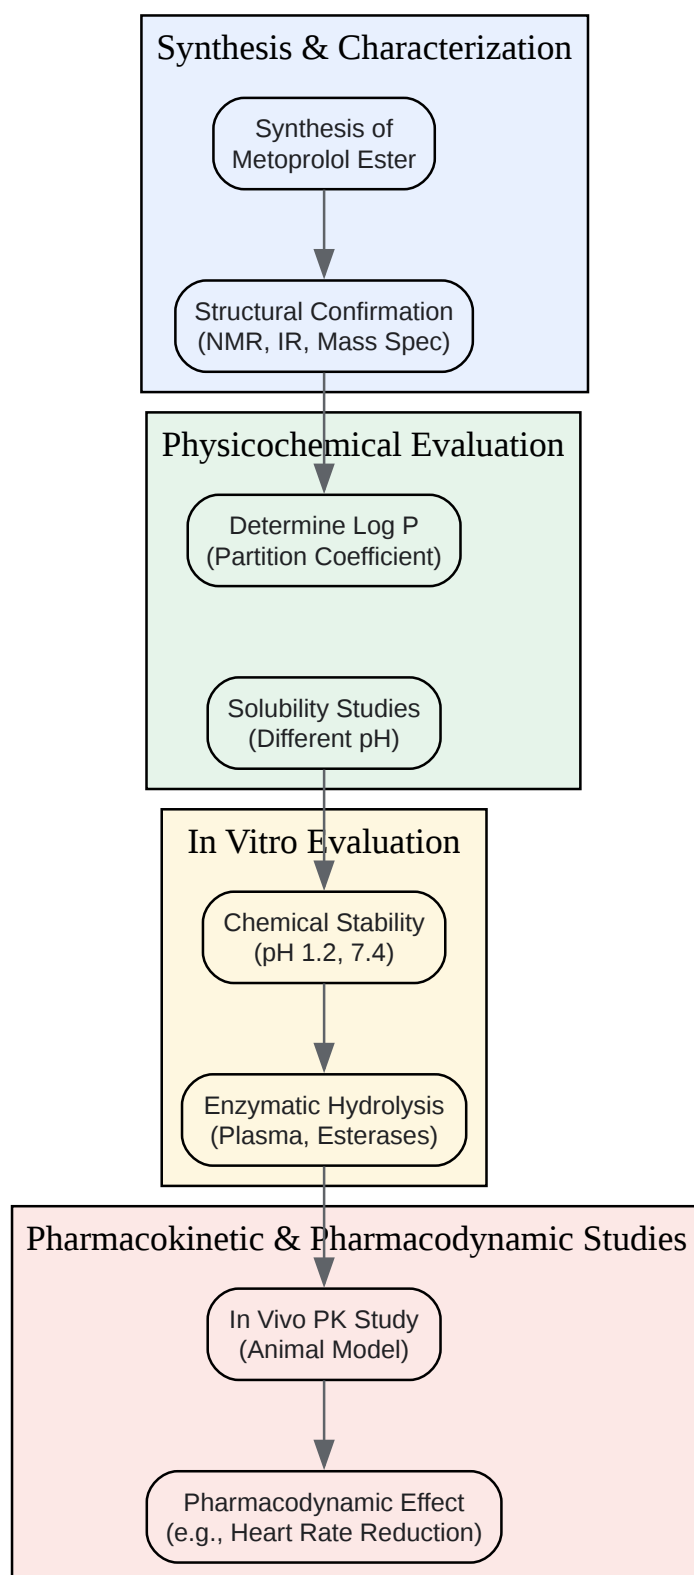 Synthesis & Characterization
Synthesis of
Metoprolol Ester
Structural Confirmation
(NMR, IR, Mass Spec)
Physicochemical Evaluation
Determine Log P
(Partition Coefficient)
Solubility Studies
(Different pH)
In Vitro Evaluation
Chemical Stability
(pH 1.2, 7.4)
Enzymatic Hydrolysis
(Plasma, Esterases)
Pharmacokinetic & Pharmacodynamic Studies
In Vivo PK Study
(Animal Model)
Pharmacodynamic Effect
(e.g., Heart Rate Reduction)